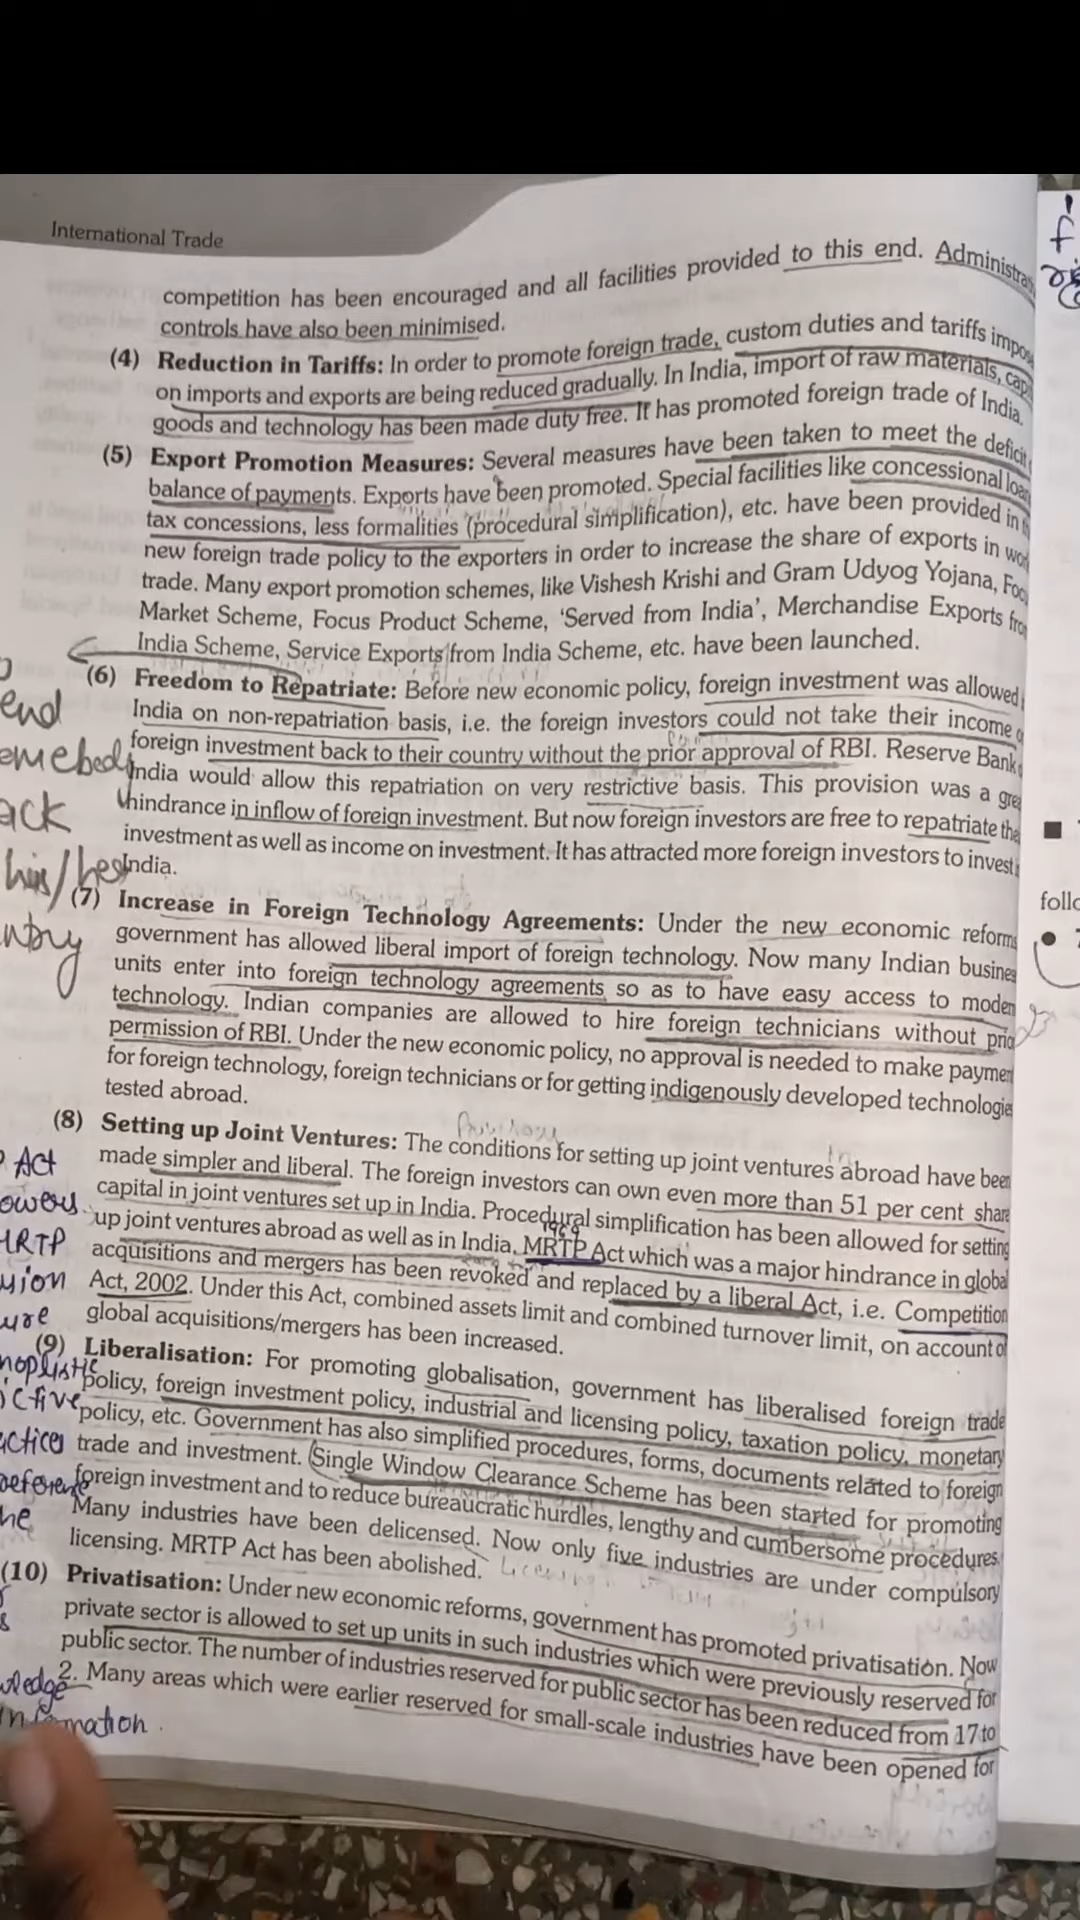 International Trade
competition has been encouraged and all facilities provided to this end.
controls have also been minimised.
(4) Reduction in Tariffs: In order to promote foreign trade, custom duties and tariffs
on imports and exports are being reduced gradually. In India, import of raw materials,
goods and technology has been made duty free. It has promoted foreign trade of India.
(5) Export Promotion Measures: Several measures have been taken to meet the deficit
balance of payments. Exports have been promoted. Special facilities like concessional
tax concessions, less formalities (procedural simplification), etc. have been provided in
new foreign trade policy to the exporters in order to increase the share of exports in
trade. Many export promotion schemes, like Vishesh Krishi and Gram Udyog Yojana,
Market Scheme, Focus Product Scheme, ‘Served from India’, Merchandise Exports
India Scheme, Service Exports from India Scheme, etc. have been launched.
(6) Freedom to Repatriate: Before new economic policy, foreign investment was allowed
India on non-repatriation basis, i.e. the foreign investors could not take their income
foreign investment back to their country without the prior approval of RBI. Reserve Bank
India would allow this repatriation on very restrictive basis. This provision was a
hindrance in inflow of foreign investment. But now foreign investors are free to repatriate
investment as well as income on investment. It has attracted more foreign investors to invest
India.
(7) Increase in Foreign Technology Agreements: Under the new economic reforms
government has allowed liberal import of foreign technology. Now many Indian
units enter into foreign technology agreements so as to have easy access to
technology. Indian companies are allowed to hire foreign technicians without
permission of RBI. Under the new economic policy, no approval is needed to make
for foreign technology, foreign technicians or for getting indigenously developed
tested abroad.
(8) Setting up Joint Ventures: The conditions for setting up joint ventures abroad have been
made simpler and liberal. The foreign investors can own even more than 51 per cent share
capital in joint ventures set up in India. Procedural simplification has been allowed for setting
1969
up joint ventures abroad as well as in India. MRTP Act which was a major hindrance in global
acquisitions and mergers has been revoked and replaced by a liberal Act, i.e. Competition
Act, 2002. Under this Act, combined assets limit and combined turnover limit, on account of
global acquisitions/mergers has been increased.
(9) Liberalisation: For promoting globalisation, government has liberalised foreign trade
policy, foreign investment policy, industrial and licensing policy, taxation policy, monetary
policy, etc. Government has also simplified procedures, forms, documents related to foreign
trade and investment. (Single Window Clearance Scheme has been started for promoting
foreign investment and to reduce bureaucratic hurdles, lengthy and cumbersome procedures.
Many industries have been delicensed. Now only five industries are under compulsory
licensing. MRTP Act has been abolished.
(10) Privatisation: Under new economic reforms, government has promoted privatisation. Now
private sector is allowed to set up units in such industries which were previously reserved for
public sector. The number of industries reserved for public sector has been reduced from 17 to
2. Many areas which were earlier reserved for small-scale industries have been opened for
his/her
Act